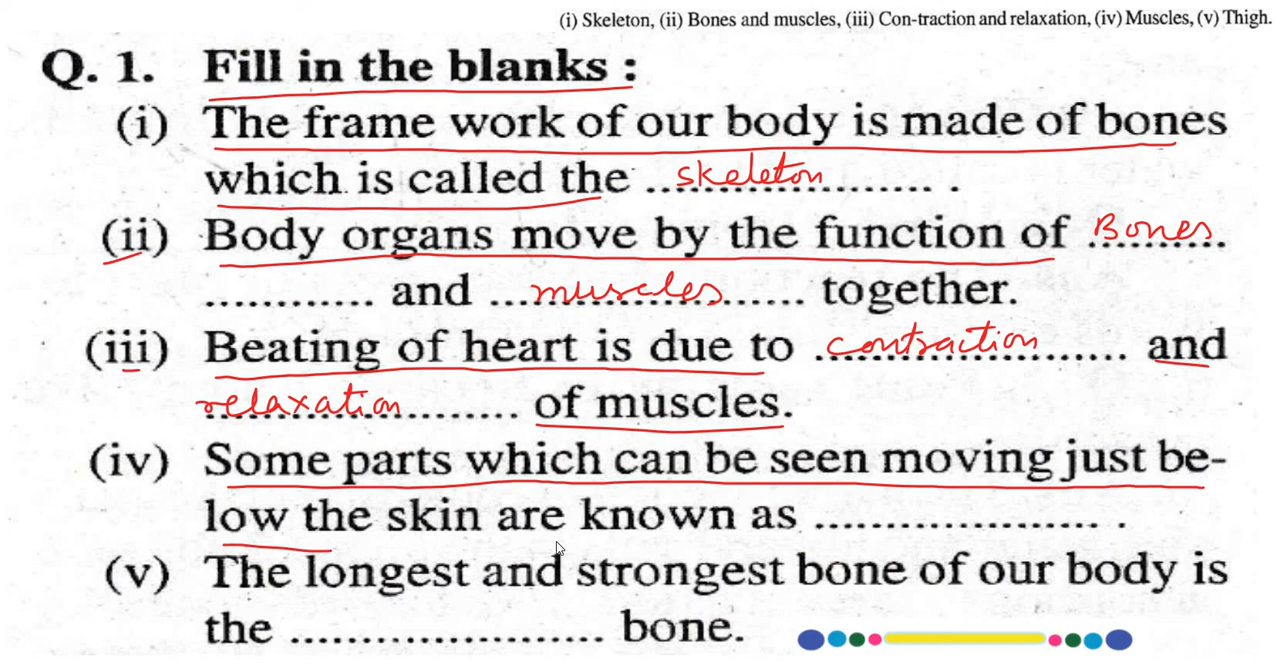 (i) Skeleton, (ii) Bones and muscles, (iii) Con-traction and relaxation, (iv) Muscles, (v) Thigh.
Q. 1. Fill in the blanks :
(i) The frame work of our body is made of bones
which is called the ..skeleton........ .
(ii) Body organs move by the function of .Bones..
............. and ...muscles...... together.
(iii) Beating of heart is due to .contraction....... and
relaxation......... of muscles.
(iv) Some parts which can be seen moving just be-
low the skin are known as ...................... .
(v) The longest and strongest bone of our body is
the ........................ bone.